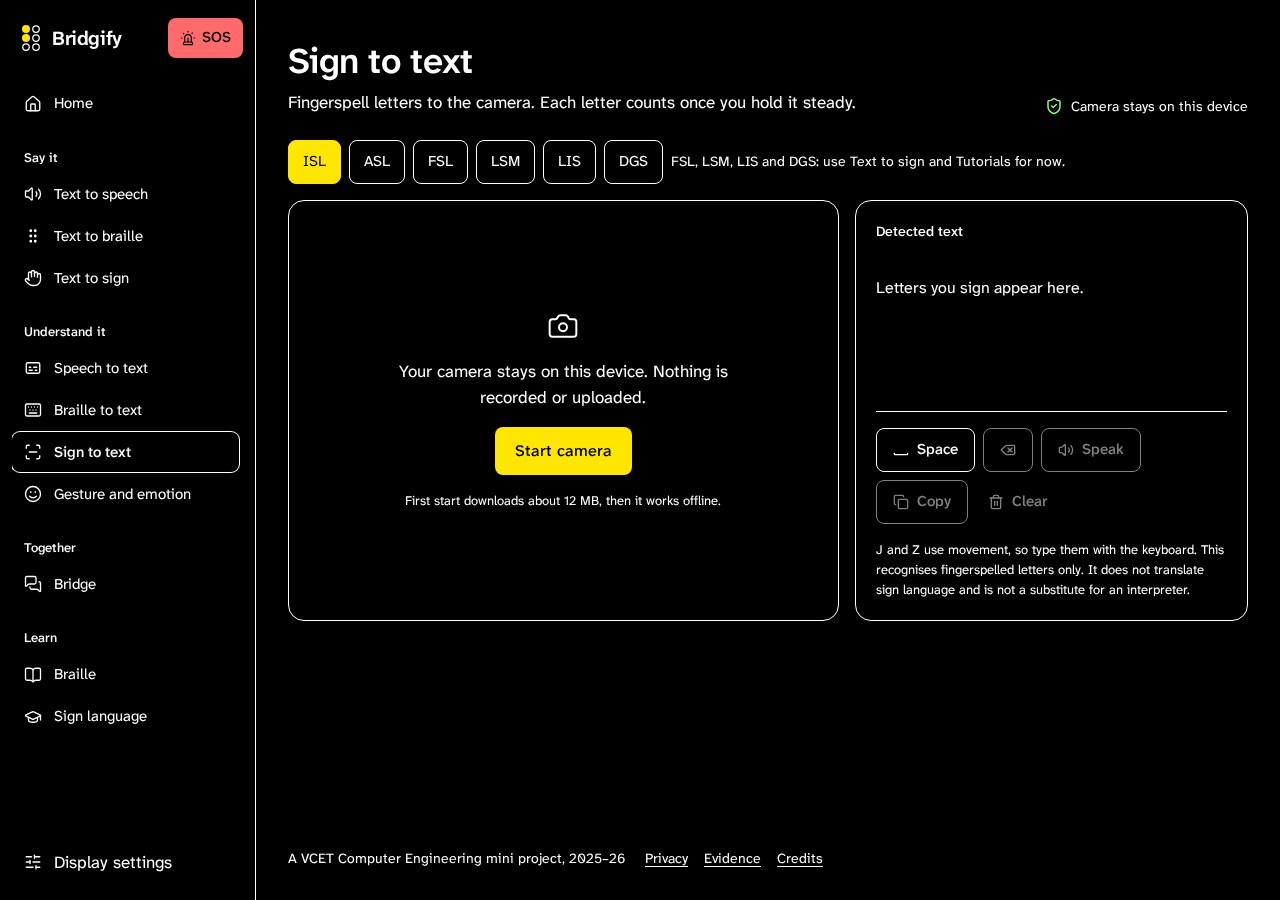 Bridgify
SOS
Home
Say it
Text to speech
Text to braille
Text to sign
Understand it
Speech to text
Braille to text
Sign to text
Gesture and emotion
Together
Bridge
Learn
Braille
Sign language
Display settings
Sign to text
Fingerspell letters to the camera. Each letter counts once you hold it steady.
Camera stays on this device
ISL ASL FSL LSM LIS DGS FSL, LSM, LIS and DGS: use Text to sign and Tutorials for now.
Your camera stays on this device. Nothing is
recorded or uploaded.
Start camera
First start downloads about 12 MB, then it works offline.
Detected text
Letters you sign appear here.
Space Speak
Copy Clear
J and Z use movement, so type them with the keyboard. This
recognises fingerspelled letters only. It does not translate
sign language and is not a substitute for an interpreter.
A VCET Computer Engineering mini project, 2025–26 Privacy Evidence Credits